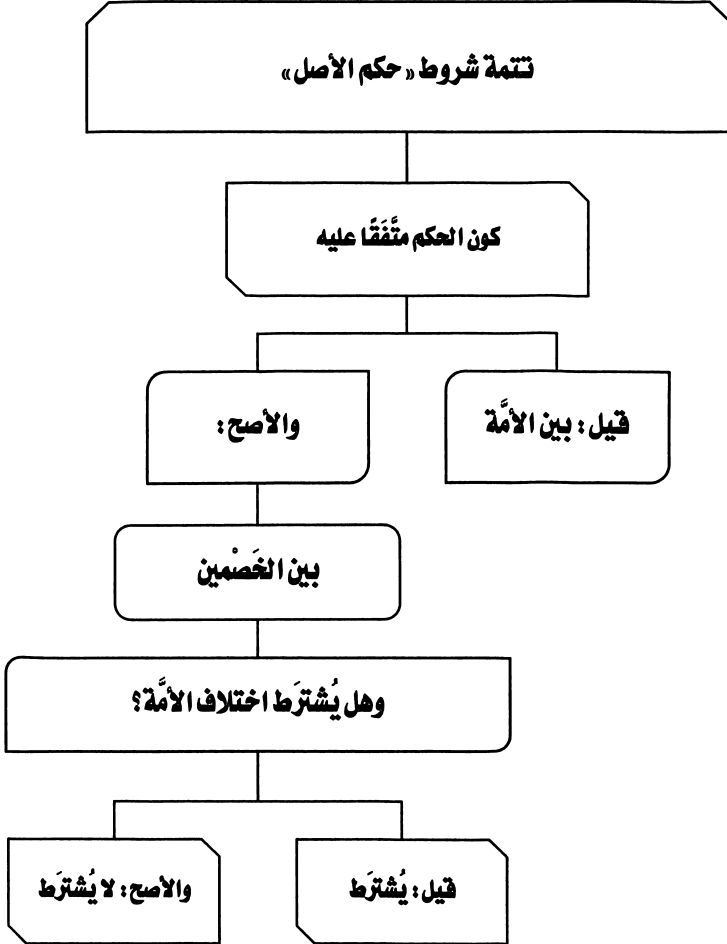 تتمة شروط «حكم الأصل»
كون الحكم متَّفَقًا عليه
قيل: بين الأمَّة
والأصح:
بين الخَصْمين
وهل يُشترَط اختلاف الأمَّة؟
قيل: يُشترَط
والأصح: لا يُشترَط